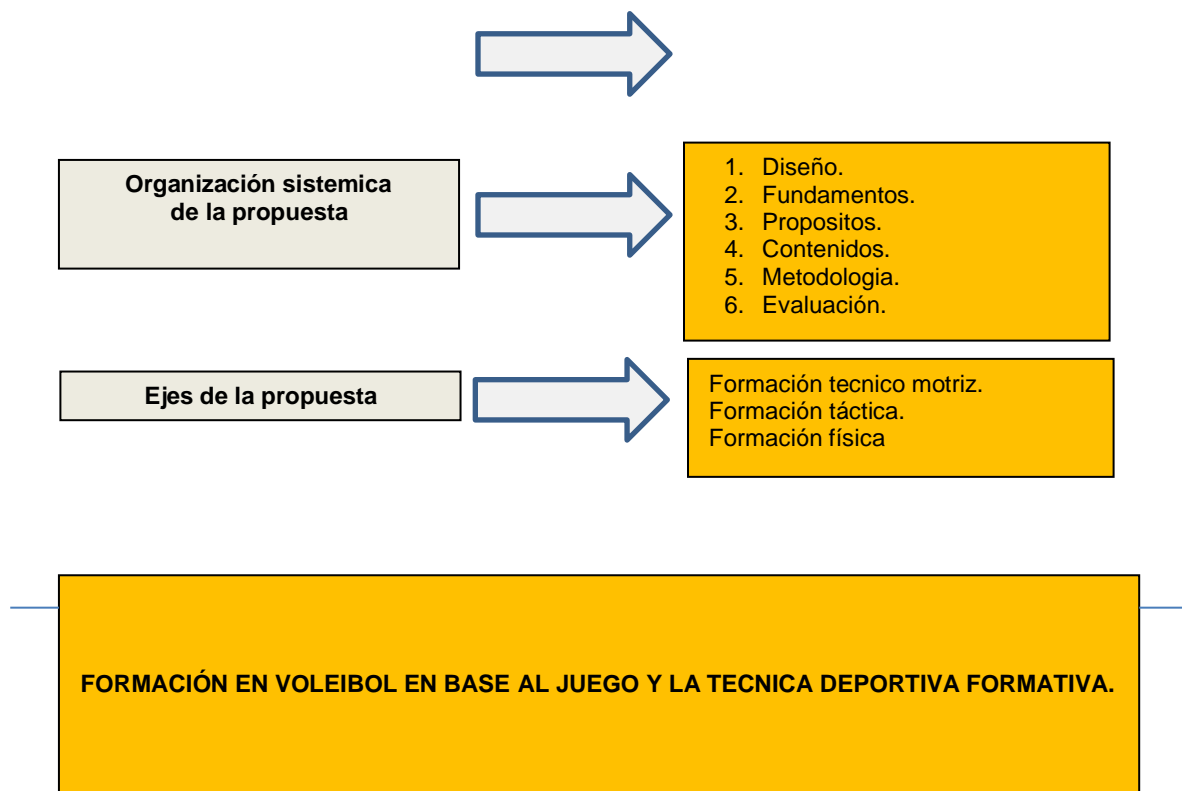 Organización sistemica
de la propuesta
1. Diseño.
2. Fundamentos.
3. Propositos.
4. Contenidos.
5. Metodologia.
6. Evaluación.
Ejes de la propuesta
Formación tecnico motriz.
Formación táctica.
Formación física
FORMACIÓN EN VOLEIBOL EN BASE AL JUEGO Y LA TECNICA DEPORTIVA FORMATIVA.